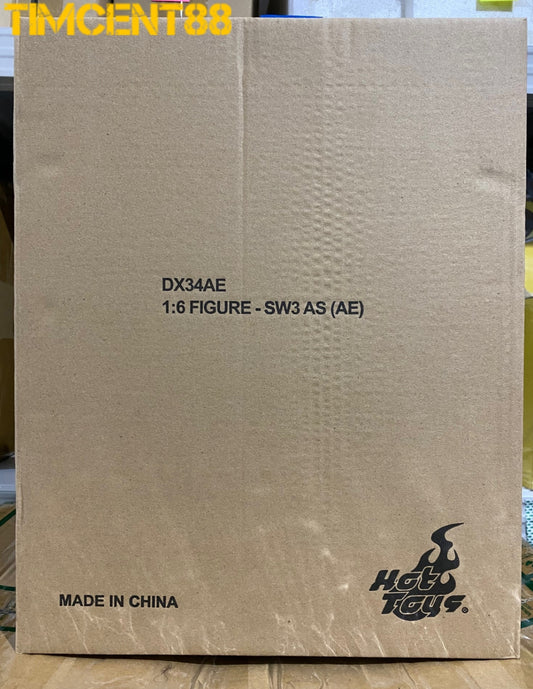 TIMCENT88
DX34AE
1:6 FIGURE - SW3 AS (AE)
MADE IN CHINA
Hot
Toys®